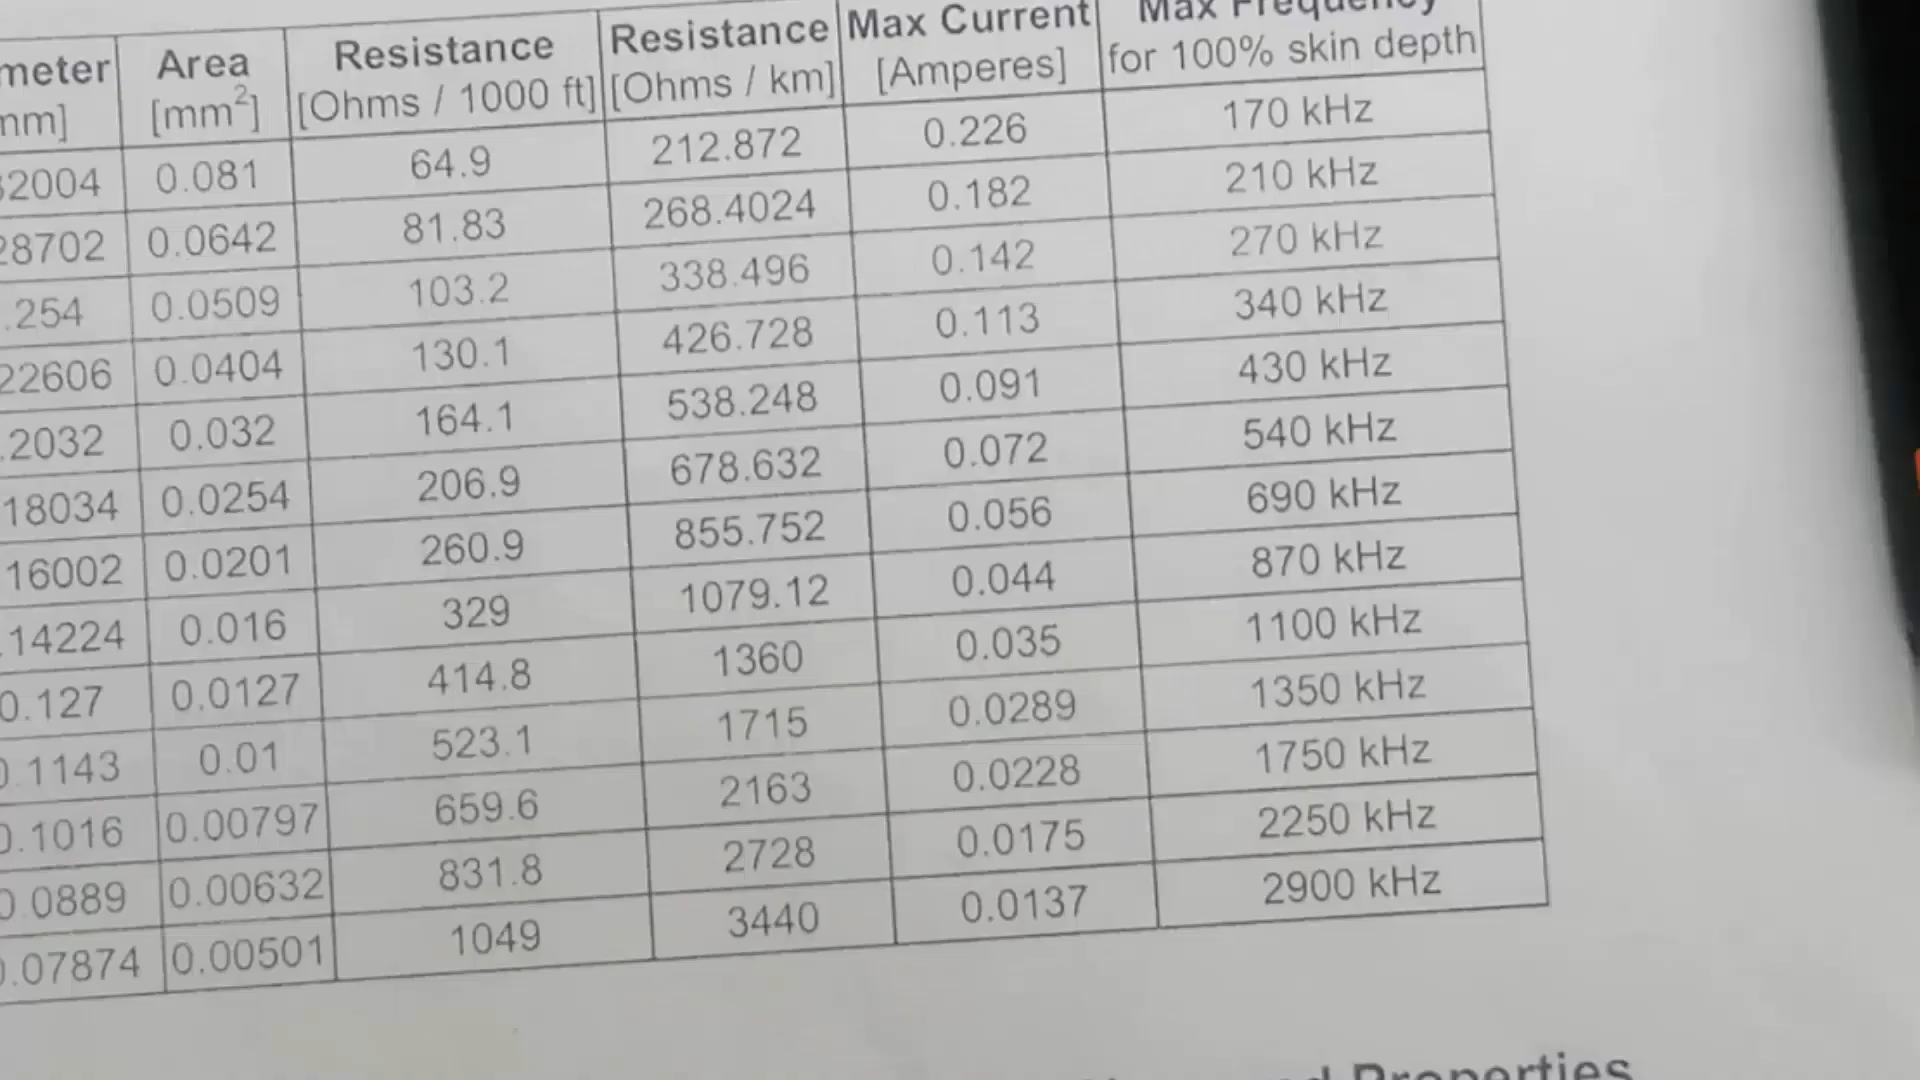 meter Area Resistance Resistance Max Current Max Frequency
mm] [mm²] [Ohms / 1000 ft] [Ohms / km] [Amperes] for 100% skin depth
32004 0.081 64.9 212.872 0.226 170 kHz
28702 0.0642 81.83 268.4024 0.182 210 kHz
.254 0.0509 103.2 338.496 0.142 270 kHz
22606 0.0404 130.1 426.728 0.113 340 kHz
.2032 0.032 164.1 538.248 0.091 430 kHz
18034 0.0254 206.9 678.632 0.072 540 kHz
16002 0.0201 260.9 855.752 0.056 690 kHz
.14224 0.016 329 1079.12 0.044 870 kHz
0.127 0.0127 414.8 1360 0.035 1100 kHz
0.1143 0.01 523.1 1715 0.0289 1350 kHz
0.1016 0.00797 659.6 2163 0.0228 1750 kHz
0.0889 0.00632 831.8 2728 0.0175 2250 kHz
0.07874 0.00501 1049 3440 0.0137 2900 kHz
Properties